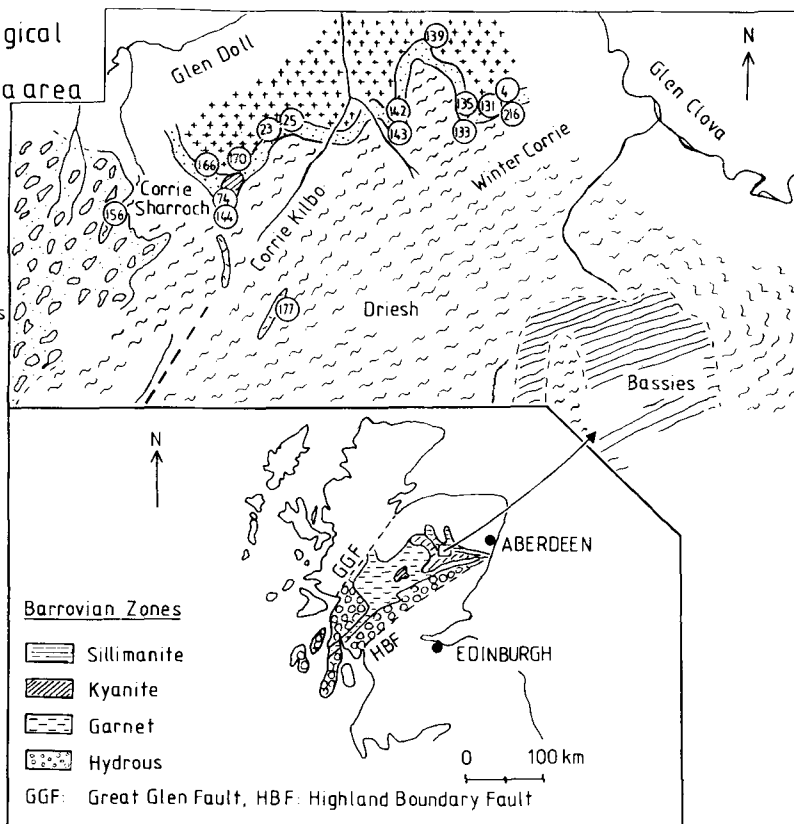 gical
a area
s
Glen Doll
139
N
Glen Clova
4
142
135
131
216
25
23
143
133
166
170
Winter Corrie
74
144
Corrie
Sharroch
156
Corrie Kilbo
177
Driesh
Bassies
N
GGF
ABERDEEN
HBF
EDINBURGH
Barrovian Zones
Sillimanite
Kyanite
Garnet
Hydrous
0 100 km
GGF: Great Glen Fault, HBF: Highland Boundary Fault